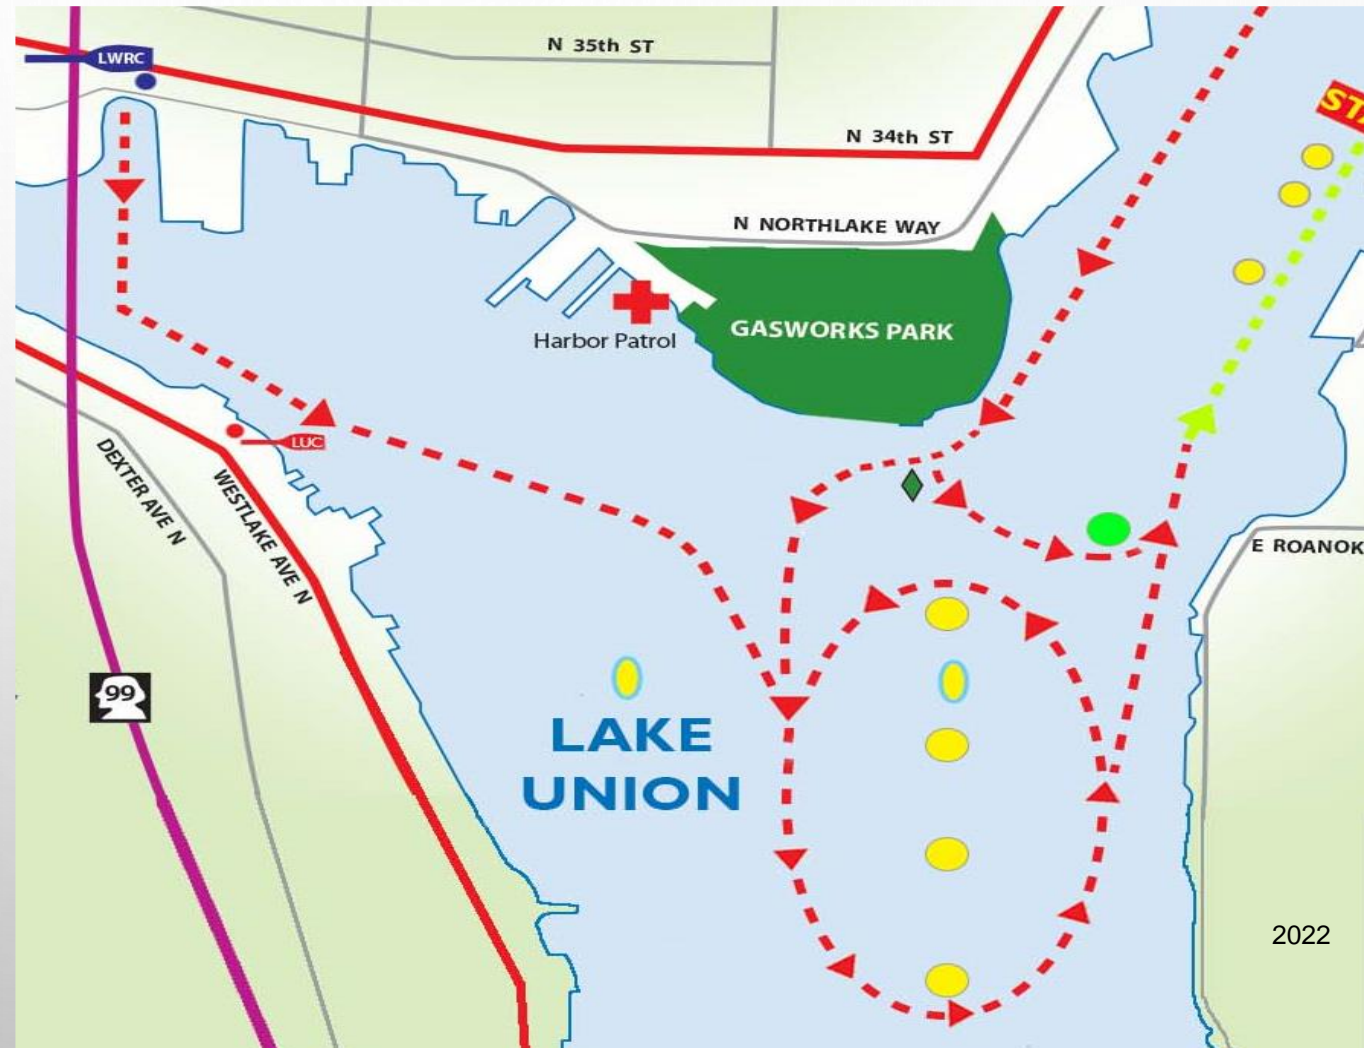 N 35th ST
LWRC
N 34th ST
N NORTHLAKE WAY
GASWORKS PARK
Harbor Patrol
LUC
DEXTER AVE N
WESTLAKE AVE N
E ROANOK
99
LAKE
UNION
2022